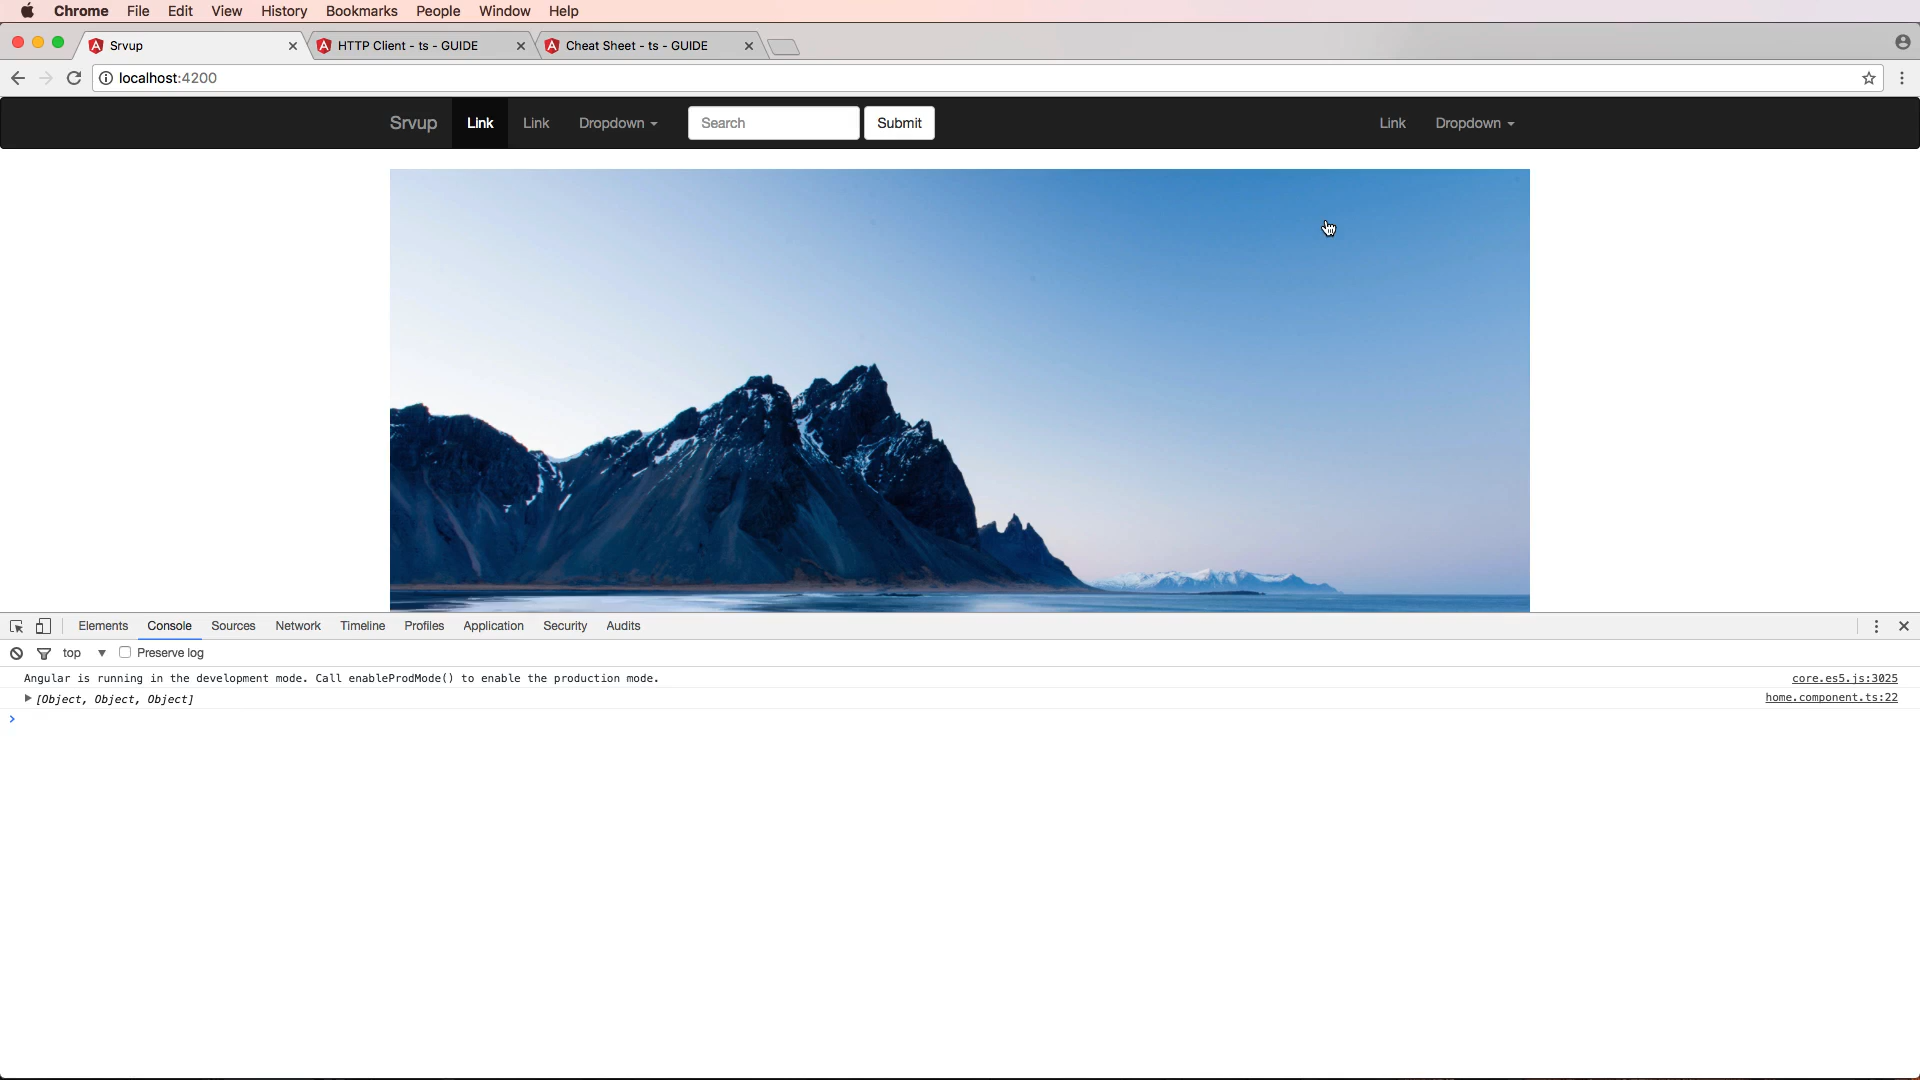 Chrome File Edit View History Bookmarks People Window Help
Srvup HTTP Client - ts - GUIDE Cheat Sheet - ts - GUIDE
localhost:4200
Srvup Link Link Dropdown Search Submit Link Dropdown
Elements Console Sources Network Timeline Profiles Application Security Audits
top Preserve log
Angular is running in the development mode. Call enableProdMode() to enable the production mode. core.es5.js:3025
[Object, Object, Object] home.component.ts:22